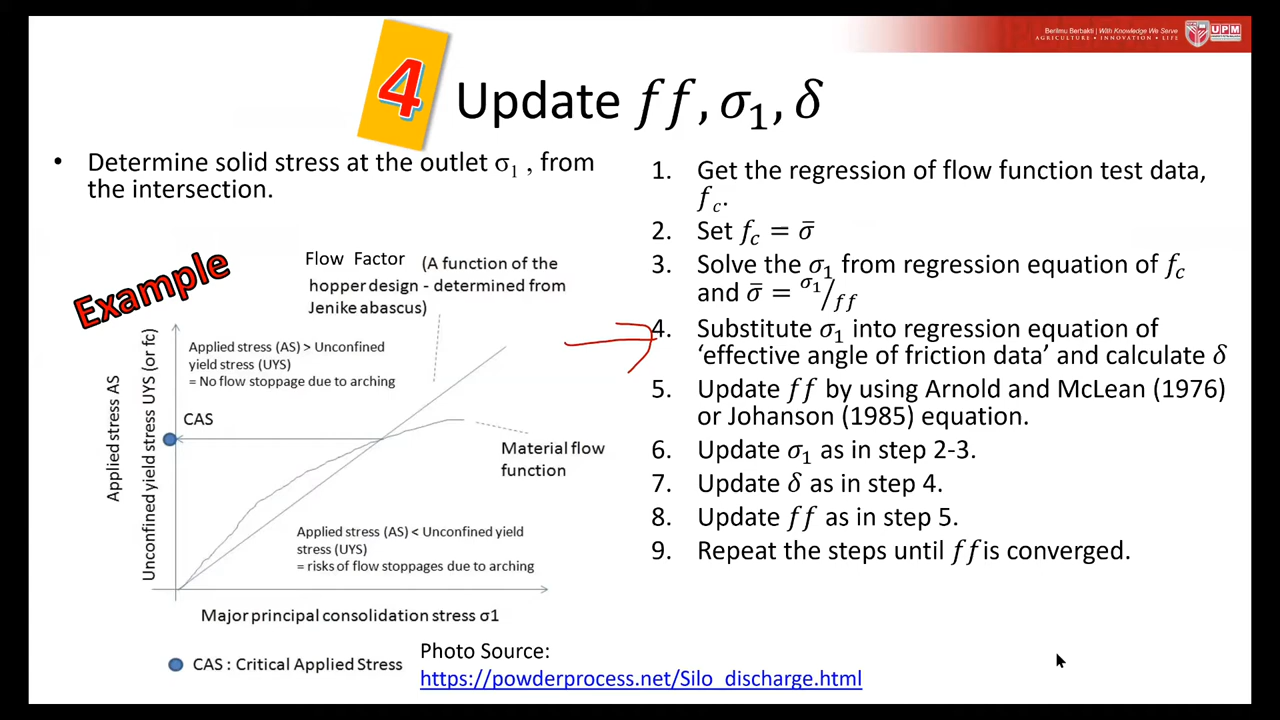 Berilmu Berbakti | With Knowledge We Serve
AGRICULTURE • INNOVATION • LIFE
UPM
4
Update ff, σ₁, δ
• Determine solid stress at the outlet σ₁ , from
the intersection.
Example
Flow Factor (A function of the
hopper design - determined from
Jenike abascus)
Applied stress (AS) > Unconfined
yield stress (UYS)
= No flow stoppage due to arching
CAS
Applied stress AS
Unconfined yield stress UYS (or fc)
Material flow
function
Applied stress (AS) < Unconfined yield
stress (UYS)
= risks of flow stoppages due to arching
Major principal consolidation stress σ1
CAS : Critical Applied Stress
Photo Source:
https://powderprocess.net/Silo_discharge.html
1. Get the regression of flow function test data,
f_c.
2. Set f_c = σ̄
3. Solve the σ₁ from regression equation of f_c
and σ̄ = σ₁/ff
4. Substitute σ₁ into regression equation of
‘effective angle of friction data’ and calculate δ
5. Update ff by using Arnold and McLean (1976)
or Johanson (1985) equation.
6. Update σ₁ as in step 2-3.
7. Update δ as in step 4.
8. Update ff as in step 5.
9. Repeat the steps until ff is converged.